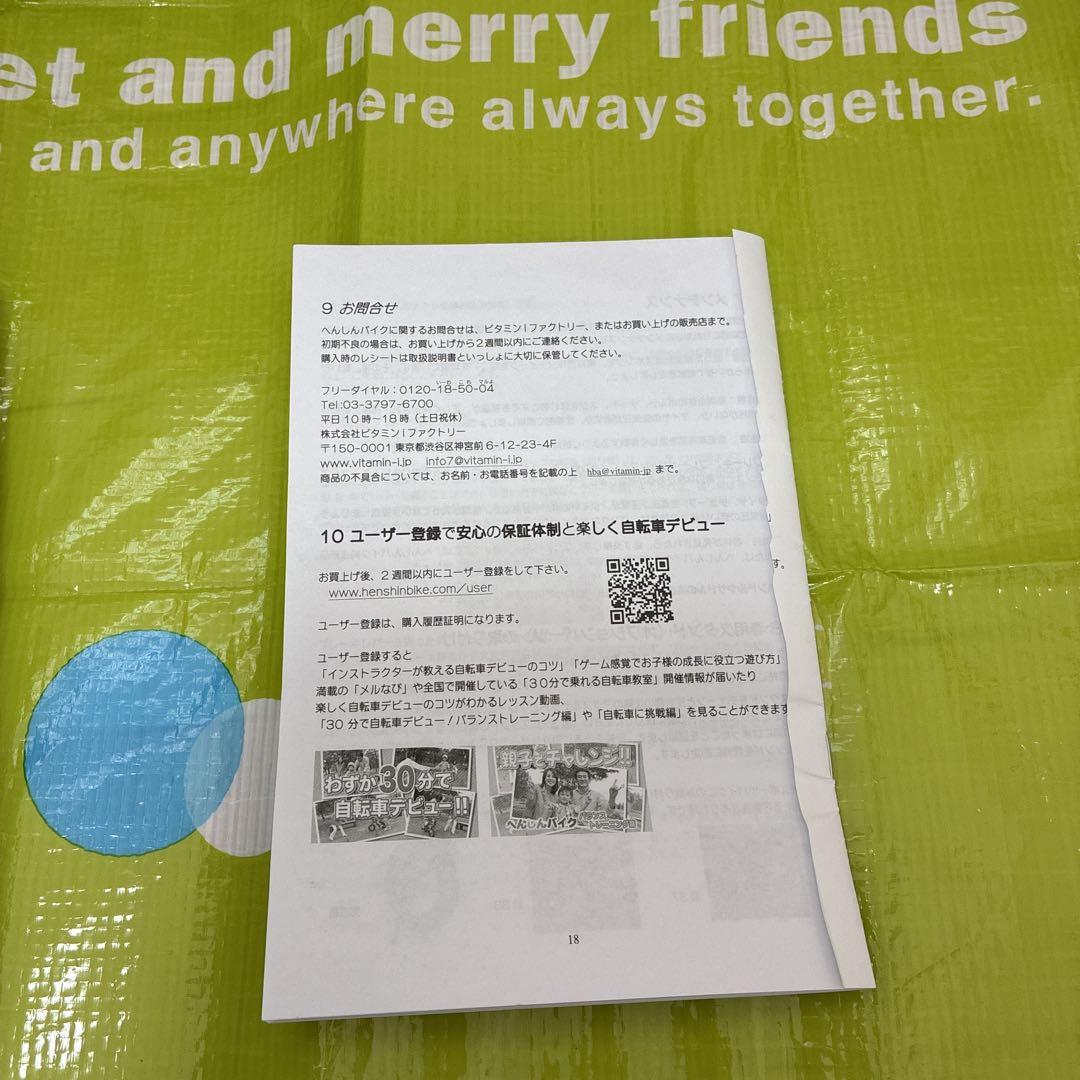 et and merry friends
and anywhere always together.
9 お問合せ
へんしんバイクに関するお問合せは、ビタミンiファクトリー、またはお買い上げの販売店まで。
初期不良の場合は、お買い上げから2週間以内にご連絡ください。
購入時のレシートは取扱説明書といっしょに大切に保管してください。
いーわ こち マルよ
フリーダイヤル:0120-18-50-04
Tel:03-3797-6700
平日10時~18時(土日祝休)
株式会社ビタミンiファクトリー
〒150-0001 東京都渋谷区神宮前 6-12-23-4F
www.vitamin-i.jp info7@vitamin-i.jp
商品の不具合については、お名前・お電話番号を記載の上 hba@vitamin-jp まで。
10 ユーザー登録で安心の保証体制と楽しく自転車デビュー
お買上げ後、2週間以内にユーザー登録をして下さい。
www.henshinbike.com/user
ユーザー登録は、購入履歴証明になります。
ユーザー登録すると
「インストラクターが教える自転車デビューのコツ」「ゲーム感覚でお子様の成長に役立つ遊び方」
満載の「メルなび」や全国で開催している「30分で乗れる自転車教室」開催情報が届いたり
楽しく自転車デビューのコツがわかるレッスン動画、
「30 分で自転車デビュー!バランストレーニング編」や「自転車に挑戦編」を見ることができます
わずか30分で
自転車デビュー!!
親子でチャレンジ!!
へんしんバイク
バランス
トレーニング編
す。
18